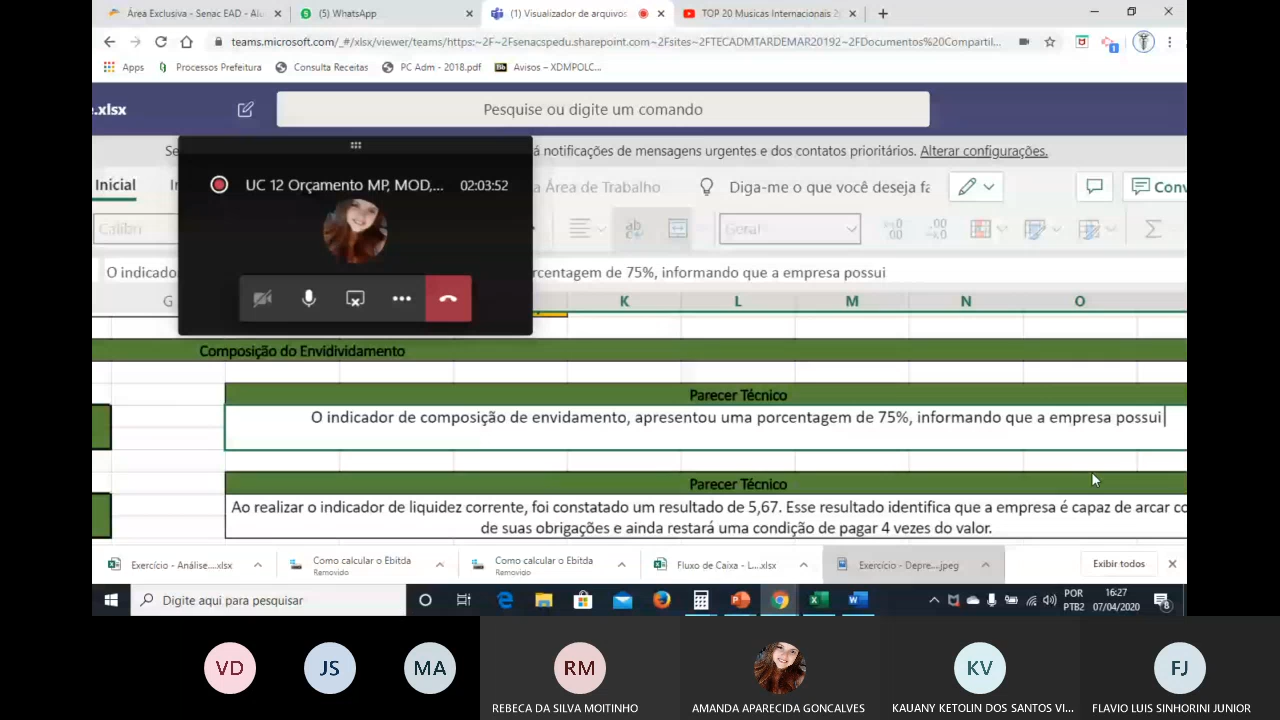 Área Exclusiva - Senac EAD - Alu
(5) WhatsApp
(1) Visualizador de arquivos
TOP 20 Musicas Internacionais 2
teams.microsoft.com/_#/xlsx/viewer/teams/https:~2F~2Fsenacspedu.sharepoint.com~2Fsites~2FTECADMTARDEMAR20192~2FDocumentos%20Compartil...
1
Apps
Processos Prefeitura
Consulta Receitas
PC Adm - 2018.pdf
Avisos – XDMPOLC...
e.xlsx
Pesquise ou digite um comando
Se
á notificações de mensagens urgentes e dos contatos prioritários. Alterar configurações.
UC 12 Orçamento MP, MOD,...
02:03:52
Inicial
Área de Trabalho
Diga-me o que você deseja fa
Conv
Calibri
ab
Geral
O indicado
rcentagem de 75%, informando que a empresa possui
G
K
L
M
N
O
Composição do Envidividamento
Parecer Técnico
O indicador de composição de envidamento, apresentou uma porcentagem de 75%, informando que a empresa possui
Parecer Técnico
Ao realizar o indicador de liquidez corrente, foi constatado um resultado de 5,67. Esse resultado identifica que a empresa é capaz de arcar co
de suas obrigações e ainda restará uma condição de pagar 4 vezes do valor.
Exercício - Análise....xlsx
Como calcular o Ebitda
Removido
Como calcular o Ebitda
Removido
Fluxo de Caixa - L....xlsx
Exercício - Depre....jpeg
Exibir todos
Digite aqui para pesquisar
POR
PTB2
16:27
07/04/2020
8
VD
JS
MA
RM
KV
FJ
REBECA DA SILVA MOITINHO
AMANDA APARECIDA GONCALVES
KAUANY KETOLIN DOS SANTOS VI...
FLAVIO LUIS SINHORINI JUNIOR